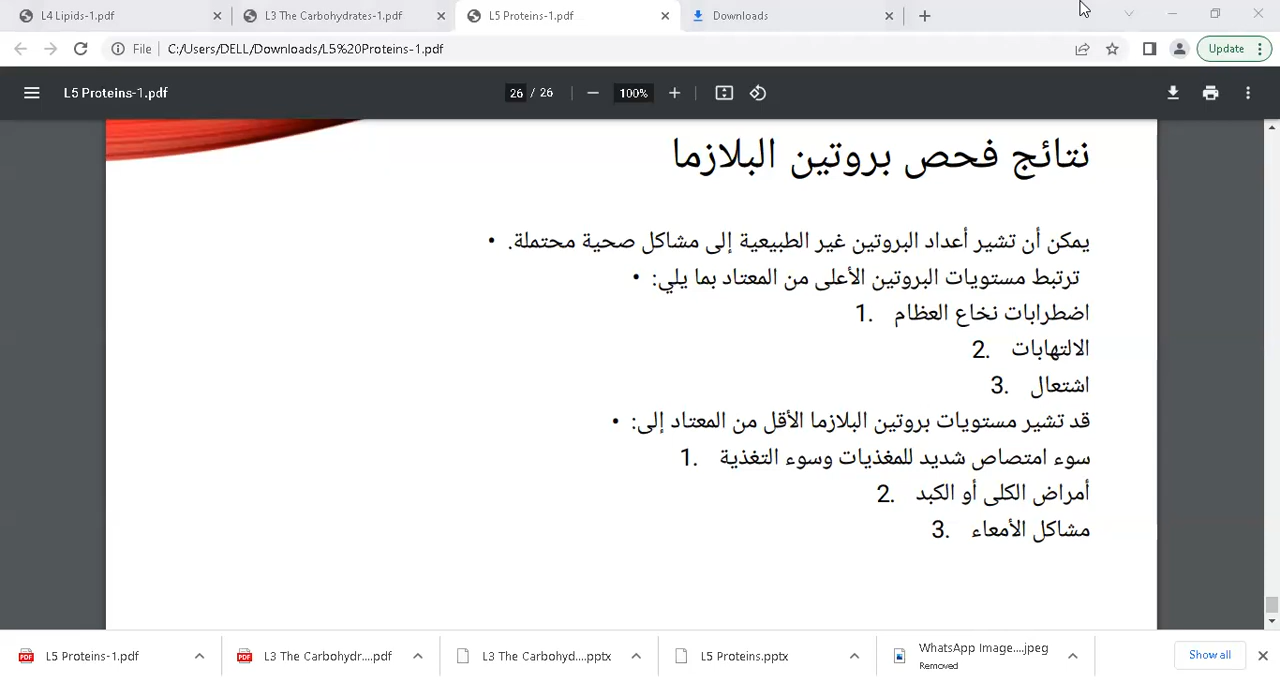 L4 Lipids-1.pdf
L3 The Carbohydrates-1.pdf
L5 Proteins-1.pdf
Downloads
File C:/Users/DELL/Downloads/L5%20Proteins-1.pdf
Update
L5 Proteins-1.pdf
26 / 26
100%
نتائج فحص بروتين البلازما
• يمكن أن تشير أعداد البروتين غير الطبيعية إلى مشاكل صحية محتملة.
• ترتبط مستويات البروتين الأعلى من المعتاد بما يلي:
1. اضطرابات نخاع العظام
2. الالتهابات
3. اشتعال
• قد تشير مستويات بروتين البلازما الأقل من المعتاد إلى:
1. سوء امتصاص شديد للمغذيات وسوء التغذية
2. أمراض الكلى أو الكبد
3. مشاكل الأمعاء
L5 Proteins-1.pdf
L3 The Carbohydr....pdf
L3 The Carbohyd....pptx
L5 Proteins.pptx
WhatsApp Image....jpeg
Removed
Show all